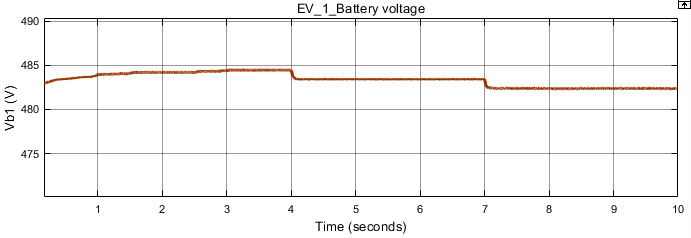 EV_1_Battery voltage
490
485
480
475
Vb1 (V)
1 2 3 4 5 6 7 8 9 10
Time (seconds)